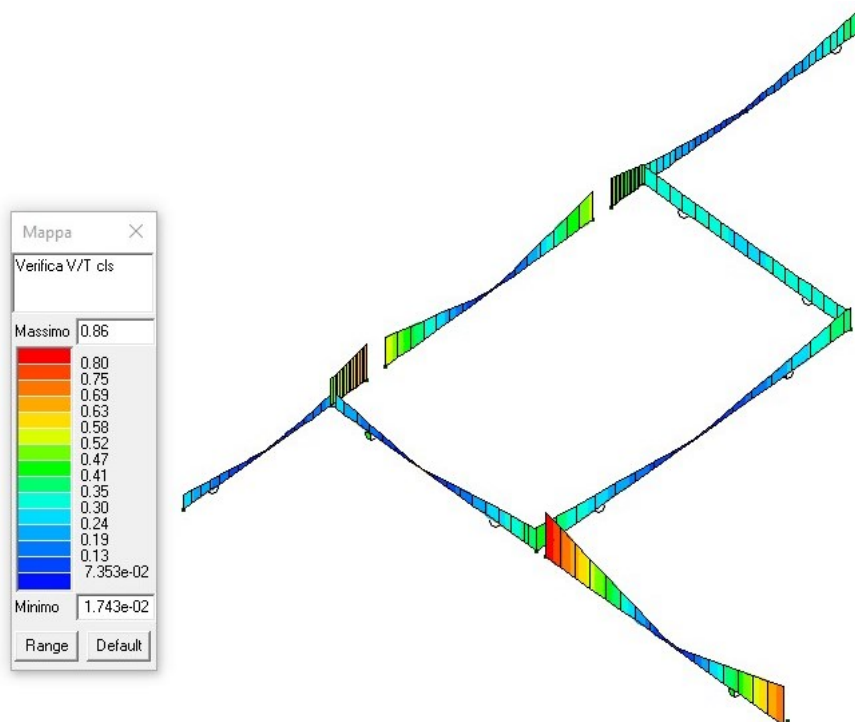 Mappa
Verifica V/T cls
Massimo 0.86
0.80
0.75
0.69
0.63
0.58
0.52
0.47
0.41
0.35
0.30
0.24
0.19
0.13
7.353e-02
Minimo 1.743e-02
Range Default